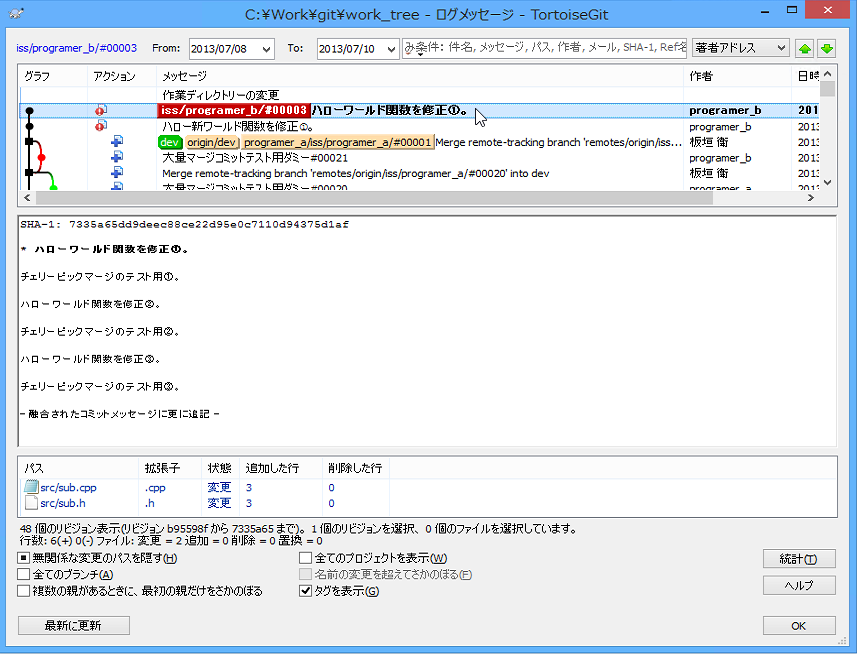 C:¥Work¥git¥work_tree - ログメッセージ - TortoiseGit
iss/programer_b/#00003 From: 2013/07/08 To: 2013/07/10 み条件: 件名, メッセージ, パス, 作者, メール, SHA-1, Ref名 著者アドレス
グラフ アクション メッセージ 作者 日時
作業ディレクトリーの変更
iss/programer_b/#00003 ハローワールド関数を修正①。 programer_b 201
ハロー新ワールド関数を修正①。 programer_b 2013
dev origin/dev programer_a/iss/programer_a/#00001 Merge remote-tracking branch 'remotes/origin/iss... 板垣 衛 2013
大量マージコミットテスト用ダミー#00021 programer_b 2013
Merge remote-tracking branch 'remotes/origin/iss/programer_a/#00020' into dev 板垣 衛 2013
大量マージコミットテスト用ダミー#00020 programer_a 2013
SHA-1: 7335a65dd9deec88ce22d95e0c7110d94375d1af
* ハローワールド関数を修正①。
チェリーピックマージのテスト用①。
ハローワールド関数を修正②。
チェリーピックマージのテスト用②。
ハローワールド関数を修正③。
チェリーピックマージのテスト用③。
- 融合されたコミットメッセージに更に追記 -
パス 拡張子 状態 追加した行 削除した行
src/sub.cpp .cpp 変更 3 0
src/sub.h .h 変更 3 0
48 個のリビジョン表示(リビジョン b95598f から 7335a65 まで)。1 個のリビジョンを選択、0 個のファイルを選択しています。
行数: 6(+) 0(-) ファイル: 変更 = 2 追加 = 0 削除 = 0 置換 = 0
無関係な変更のパスを隠す(H) 全てのプロジェクトを表示(W) 統計(T)
全てのブランチ(A) 名前の変更を超えてさかのぼる(F) ヘルプ
複数の親があるときに、最初の親だけをさかのぼる タグを表示(G)
最新に更新 OK